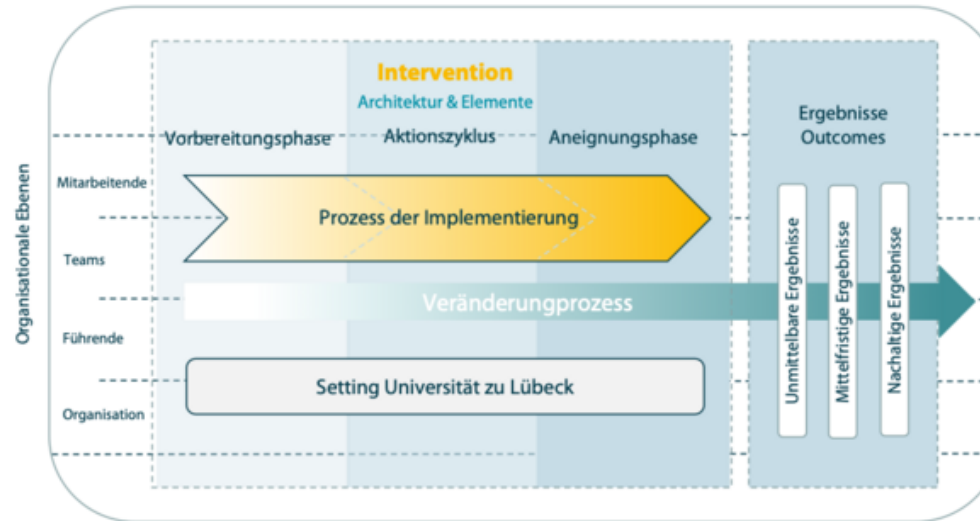 Intervention
Architektur & Elemente
Vorbereitungsphase
Aktionszyklus
Aneignungsphase
Ergebnisse
Outcomes
Organisationale Ebenen
Mitarbeitende
Teams
Führende
Organisation
Prozess der Implementierung
Veränderungprozess
Setting Universität zu Lübeck
Unmittelbare Ergebnisse
Mittelfristige Ergebnisse
Nachaltige Ergebnisse